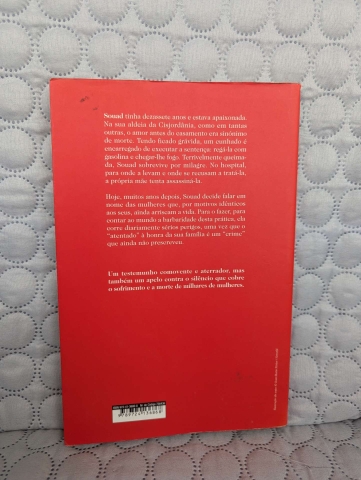 Souad tinha dezassete anos e estava apaixonada.
Na sua aldeia da Cisjordânia, como em tantas
outras, o amor antes do casamento era sinónimo
de morte. Tendo ficado grávida, um cunhado é
encarregado de executar a sentença: regá-la com
gasolina e chegar-lhe fogo. Terrivelmente queima-
da, Souad sobrevive por milagre. No hospital,
para onde a levam e onde se recusam a tratá-la,
a própria mãe tenta assassiná-la.
Hoje, muitos anos depois, Souad decide falar em
nome das mulheres que, por motivos idênticos
aos seus, ainda arriscam a vida. Para o fazer, para
contar ao mundo a barbaridade desta prática, ela
corre diariamente sérios perigos, uma vez que o
"atentado" à honra da sua família é um "crime"
que ainda não prescreveu.
Um testemunho comovente e aterrador, mas
também um apelo contra o silêncio que cobre
o sofrimento e a morte de milhares de mulheres.